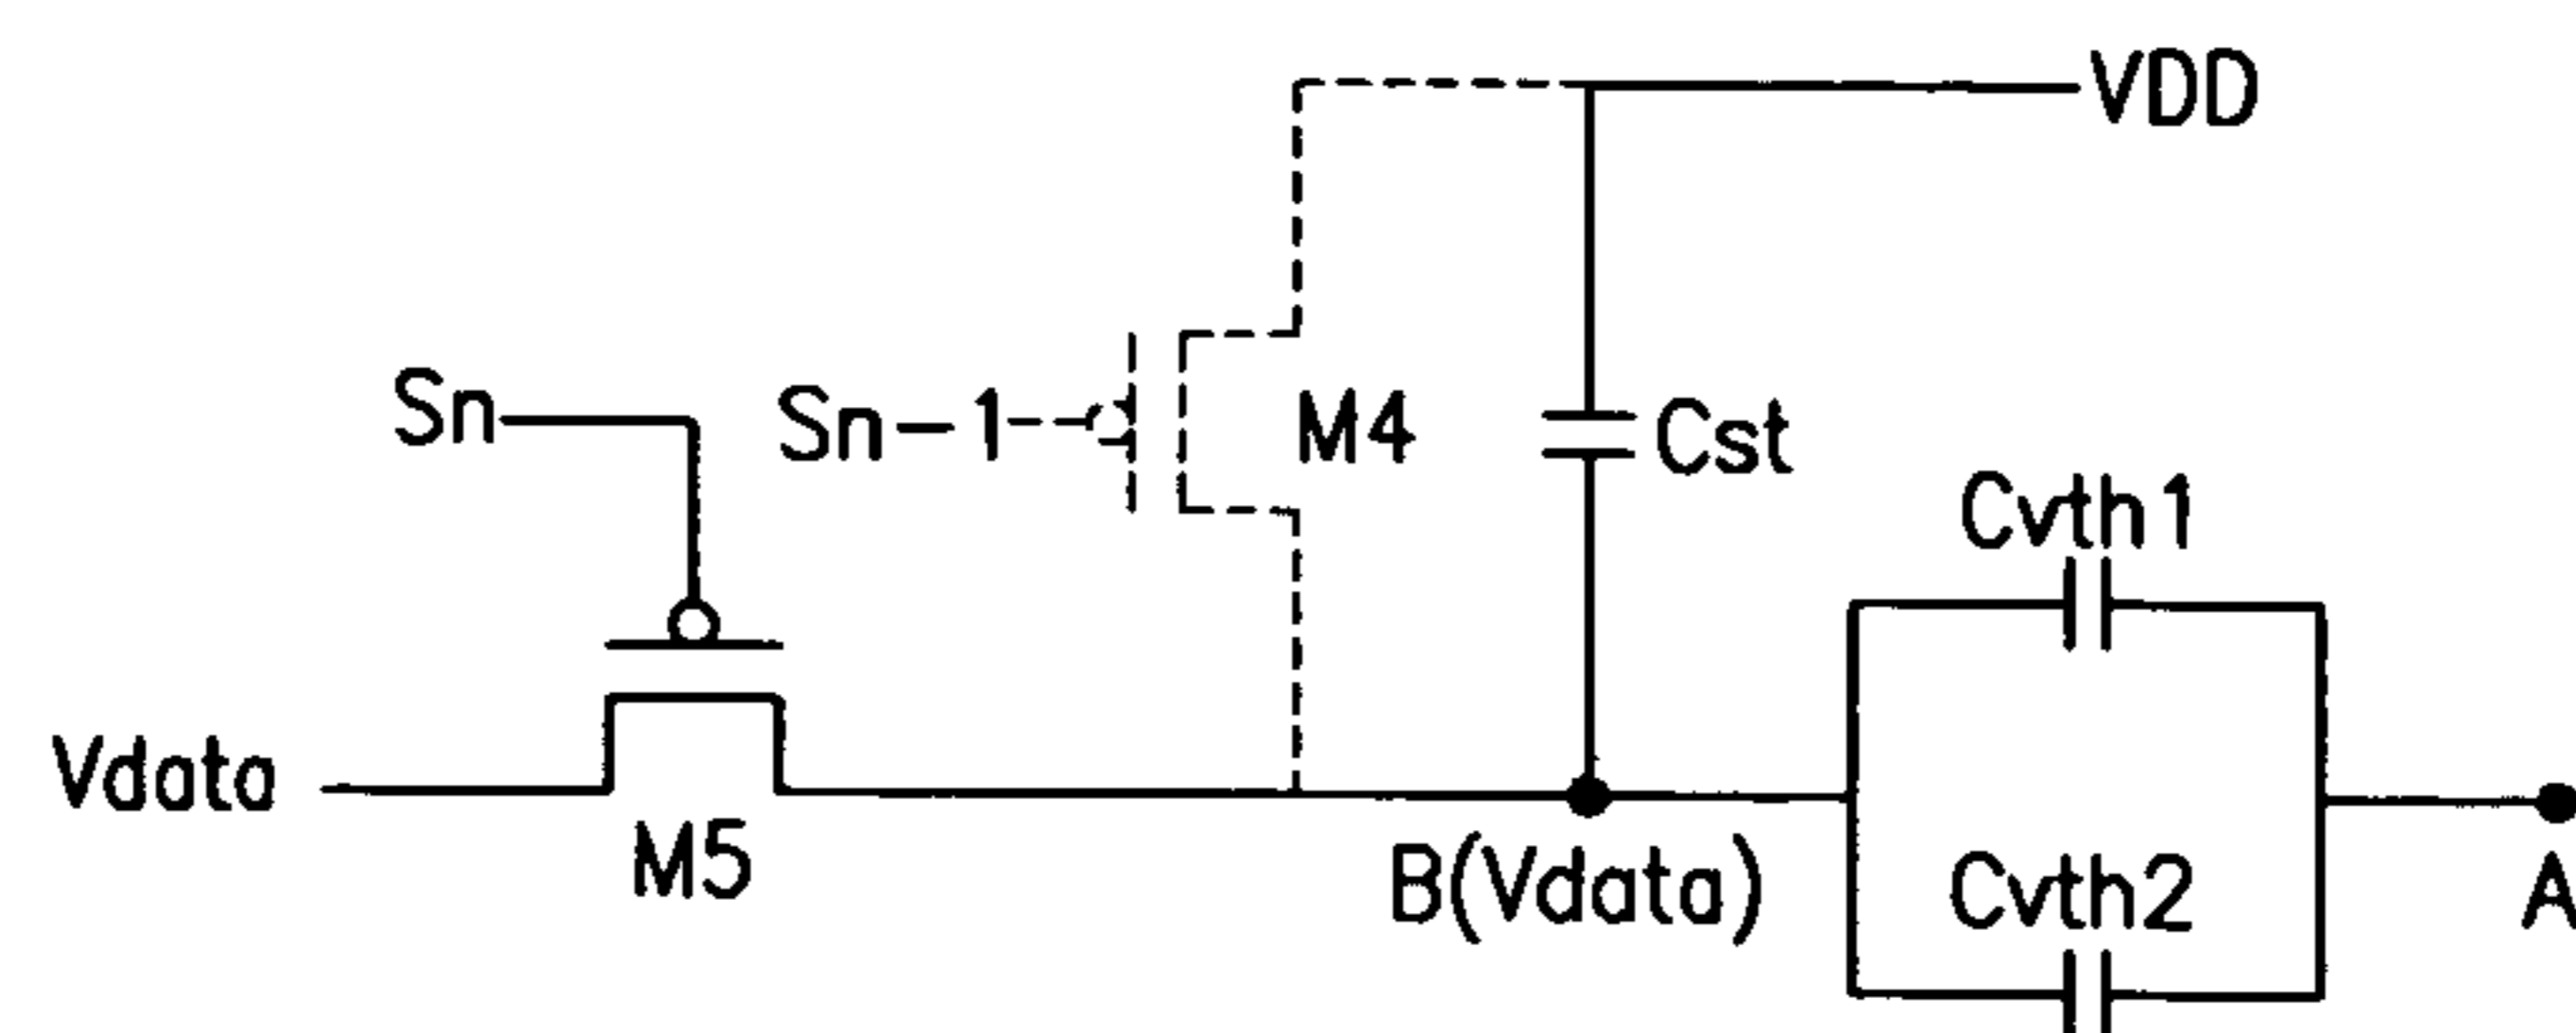 VDD
Sn
Sn-1
M4
Cst
Cvth1
Vdata
M5
B(Vdata)
Cvth2
A